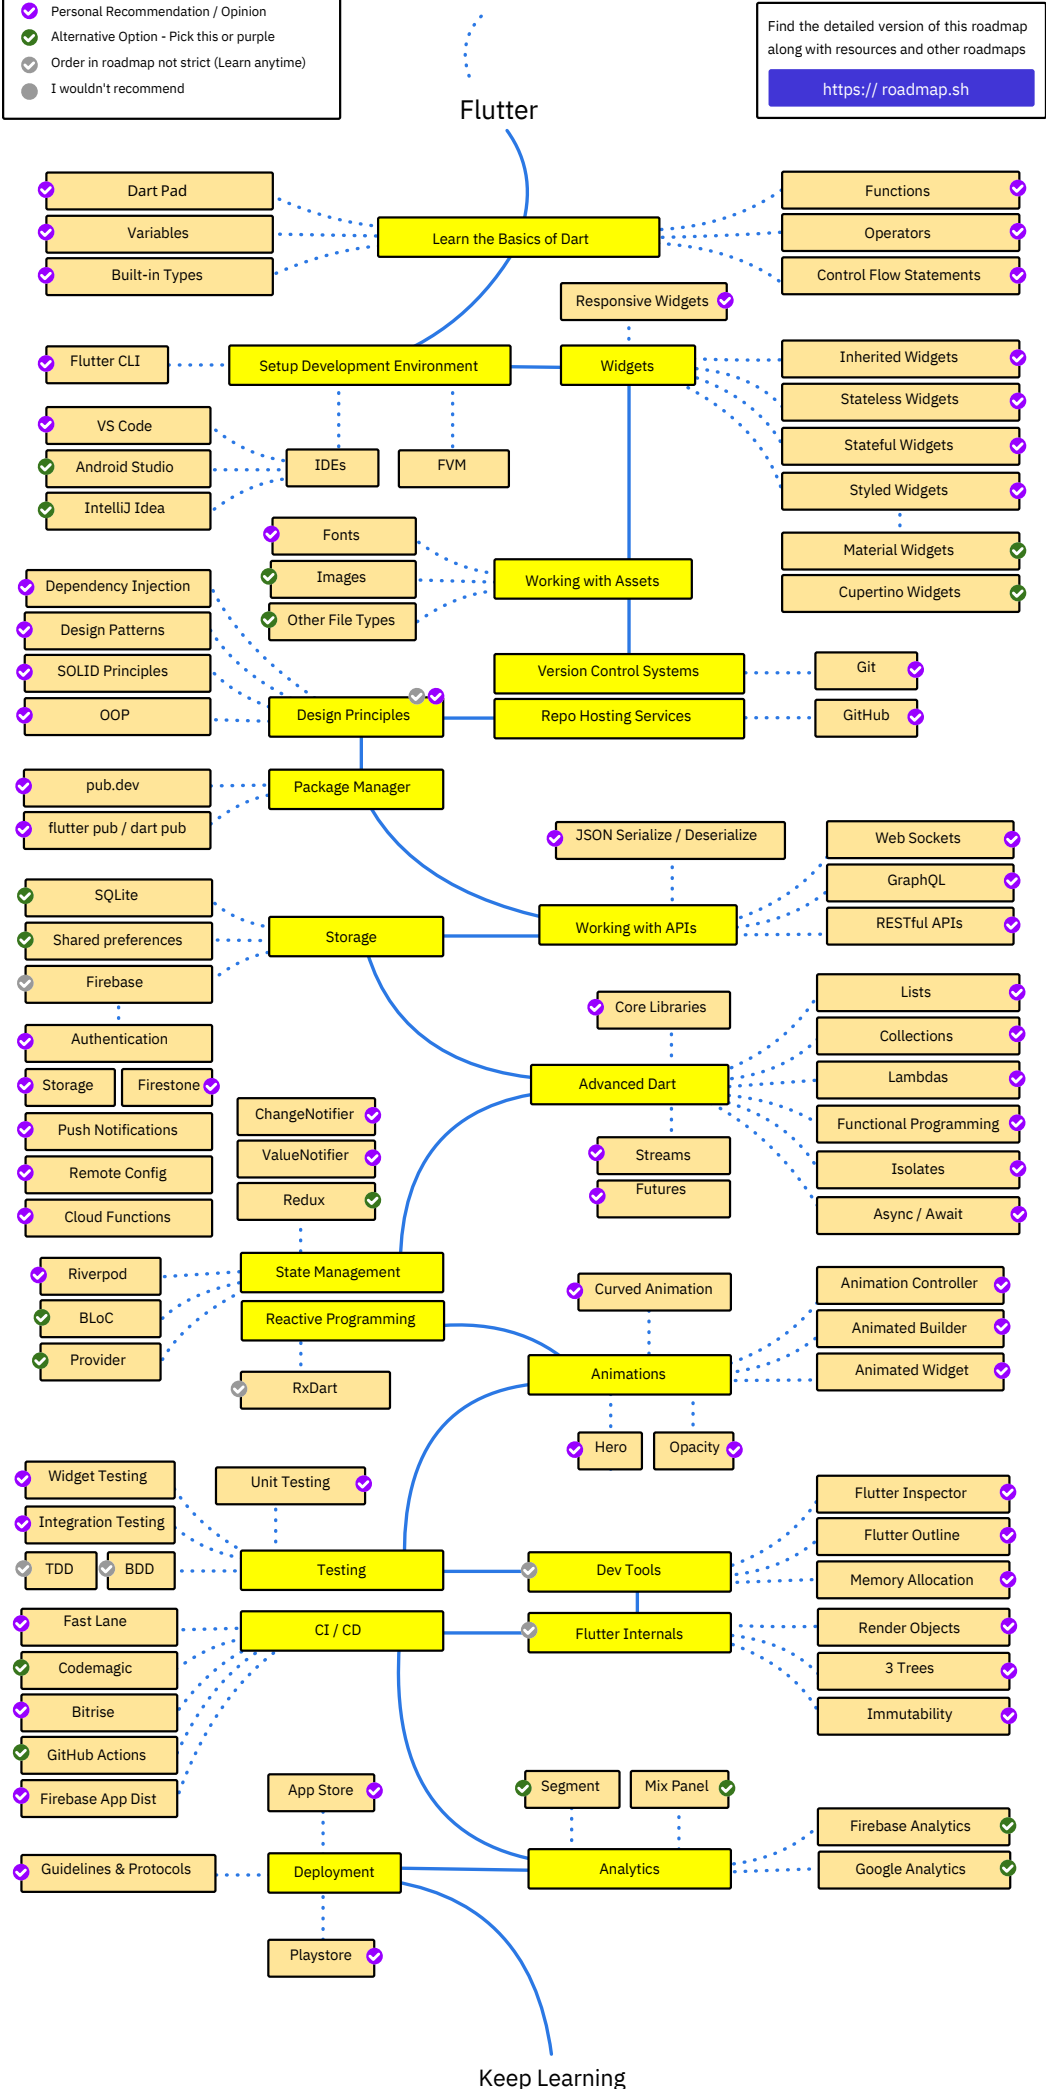 Personal Recommendation / Opinion
Alternative Option - Pick this or purple
Order in roadmap not strict (Learn anytime)
I wouldn't recommend
Find the detailed version of this roadmap
along with resources and other roadmaps
https:// roadmap.sh
Flutter
Dart Pad
Variables
Built-in Types
Learn the Basics of Dart
Functions
Operators
Control Flow Statements
Responsive Widgets
Flutter CLI
Setup Development Environment
Widgets
Inherited Widgets
Stateless Widgets
Stateful Widgets
Styled Widgets
Material Widgets
Cupertino Widgets
VS Code
Android Studio
IntelliJ Idea
IDEs
FVM
Fonts
Images
Other File Types
Working with Assets
Dependency Injection
Design Patterns
SOLID Principles
OOP
Design Principles
Version Control Systems
Repo Hosting Services
Git
GitHub
pub.dev
flutter pub / dart pub
Package Manager
JSON Serialize / Deserialize
Web Sockets
GraphQL
RESTful APIs
Working with APIs
SQLite
Shared preferences
Firebase
Storage
Authentication
Storage
Firestone
Push Notifications
Remote Config
Cloud Functions
Core Libraries
Advanced Dart
Streams
Futures
Lists
Collections
Lambdas
Functional Programming
Isolates
Async / Await
ChangeNotifier
ValueNotifier
Redux
State Management
Reactive Programming
Riverpod
BLoC
Provider
RxDart
Curved Animation
Animations
Hero
Opacity
Animation Controller
Animated Builder
Animated Widget
Widget Testing
Integration Testing
TDD
BDD
Unit Testing
Testing
Dev Tools
Flutter Inspector
Flutter Outline
Memory Allocation
Fast Lane
Codemagic
Bitrise
GitHub Actions
Firebase App Dist
CI / CD
Flutter Internals
Render Objects
3 Trees
Immutability
App Store
Segment
Mix Panel
Firebase Analytics
Google Analytics
Guidelines & Protocols
Deployment
Analytics
Playstore
Keep Learning